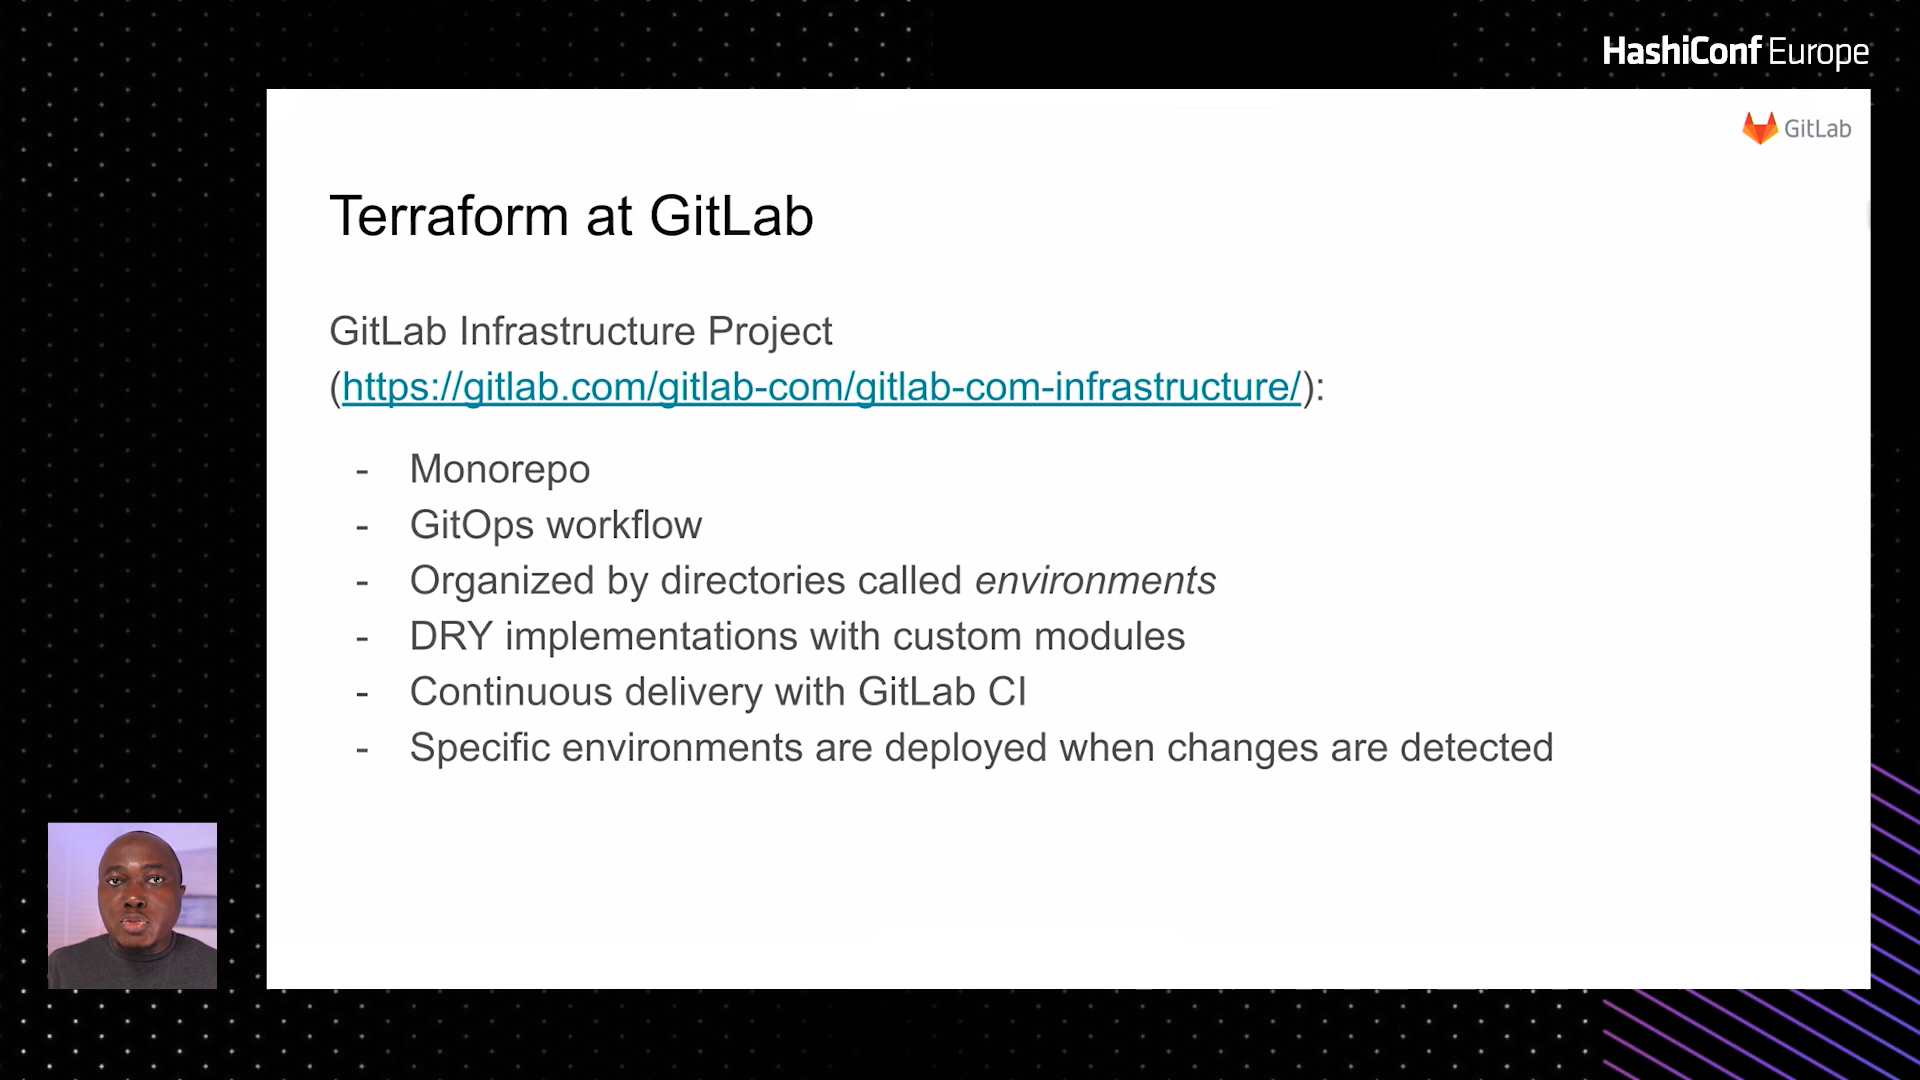 HashiConf Europe
GitLab
Terraform at GitLab
GitLab Infrastructure Project
(https://gitlab.com/gitlab-com/gitlab-com-infrastructure/):
- Monorepo
- GitOps workflow
- Organized by directories called environments
- DRY implementations with custom modules
- Continuous delivery with GitLab CI
- Specific environments are deployed when changes are detected